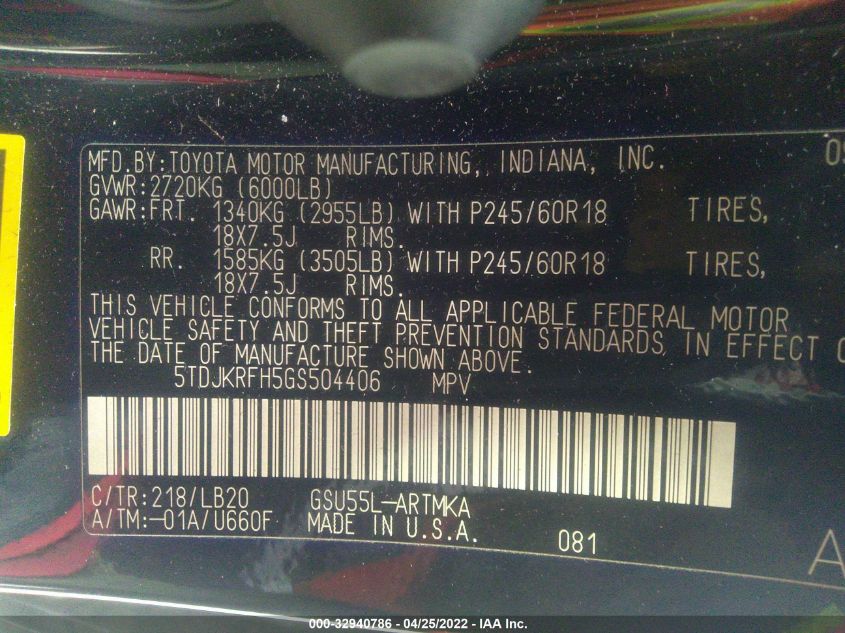 MFD.BY:TOYOTA MOTOR MANUFACTURING, INDIANA, INC.
GVWR:2720KG (6000LB)
GAWR:FRT. 1340KG (2955LB) WITH P245/60R18 TIRES,
18X7.5J RIMS.
RR. 1585KG (3505LB) WITH P245/60R18 TIRES,
18X7.5J RIMS.
THIS VEHICLE CONFORMS TO ALL APPLICABLE FEDERAL MOTOR
VEHICLE SAFETY AND THEFT PREVENTION STANDARDS, IN EFFECT
THE DATE OF MANUFACTURE SHOWN ABOVE.
5TDJKRFH5GS504406 MPV
C/TR:218/LB20 GSU55L-ARTMKA
A/TM:-01A/U660F MADE IN U.S.A.
081
A
000-32940786 - 04/25/2022 - IAA Inc.